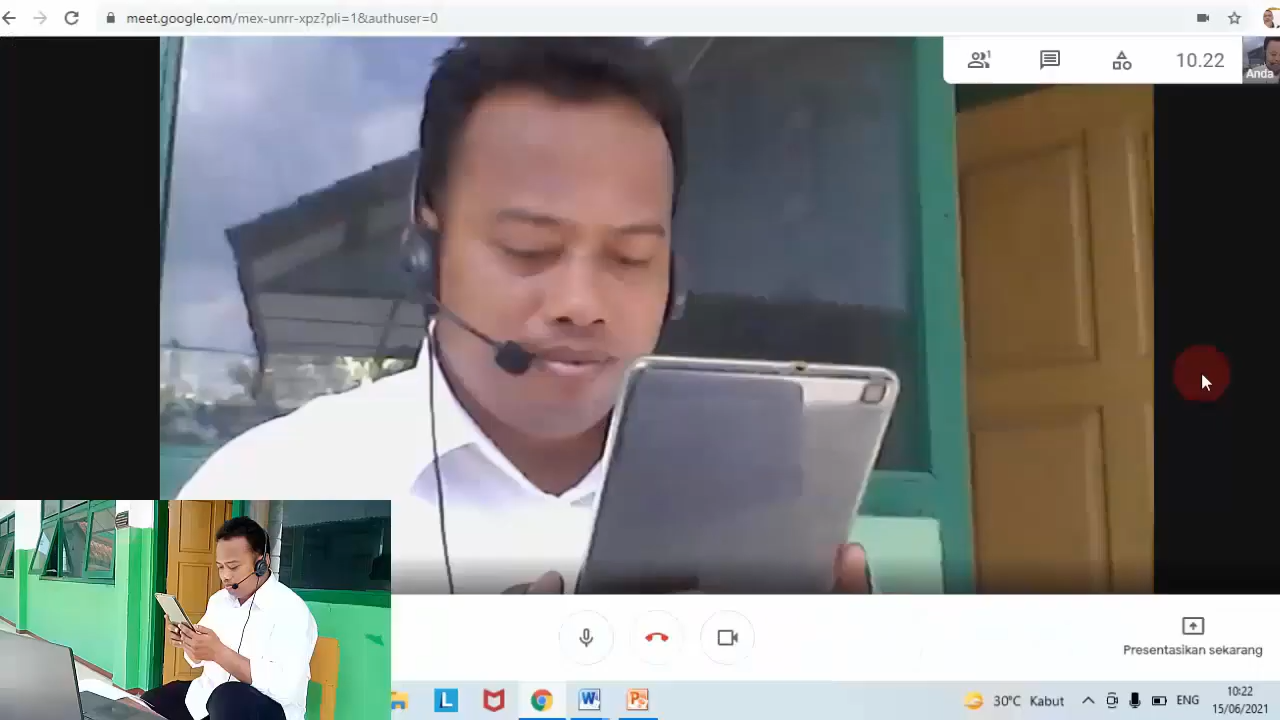 meet.google.com/mex-unrr-xpz?pli=1&authuser=0
1
10.22
Anda
Presentasikan sekarang
L
W
P
30°C Kabut
ENG
10:22
15/06/2021